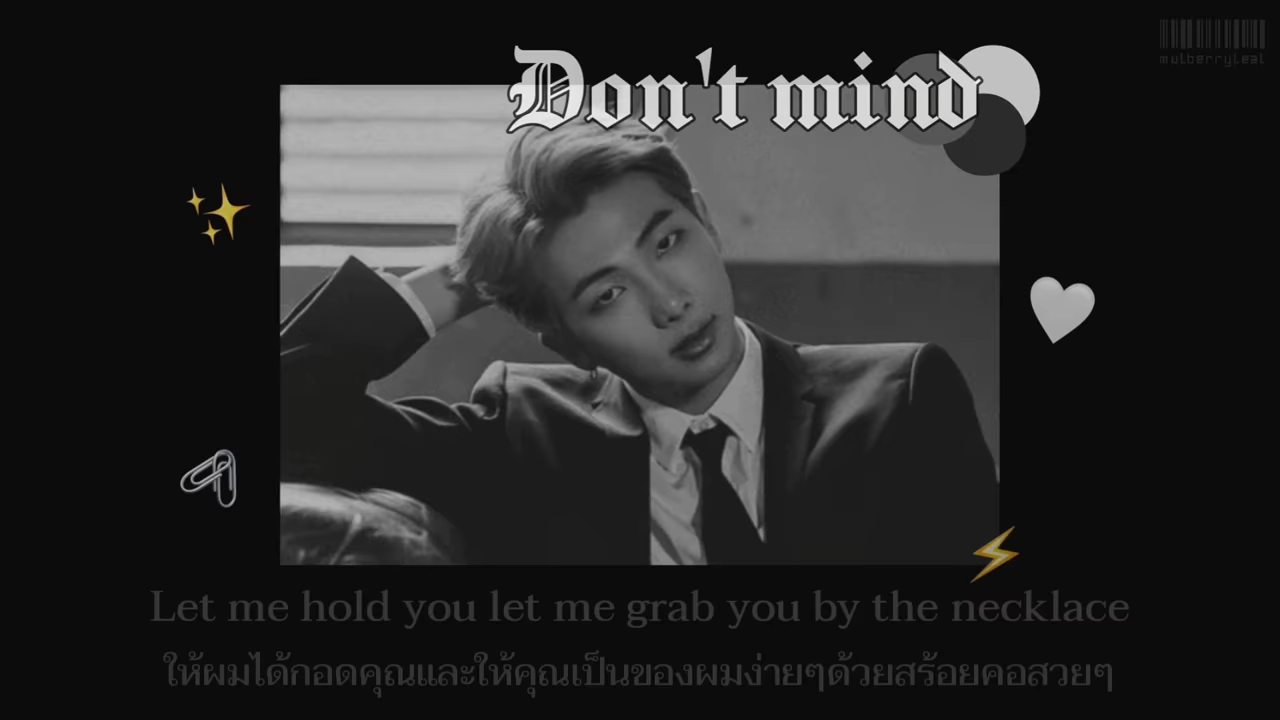 mulberryleaf
Don't mind
Let me hold you let me grab you by the necklace
ให้ผมได้กอดคุณและให้คุณเป็นของผมง่ายๆด้วยสร้อยคอสวยๆ